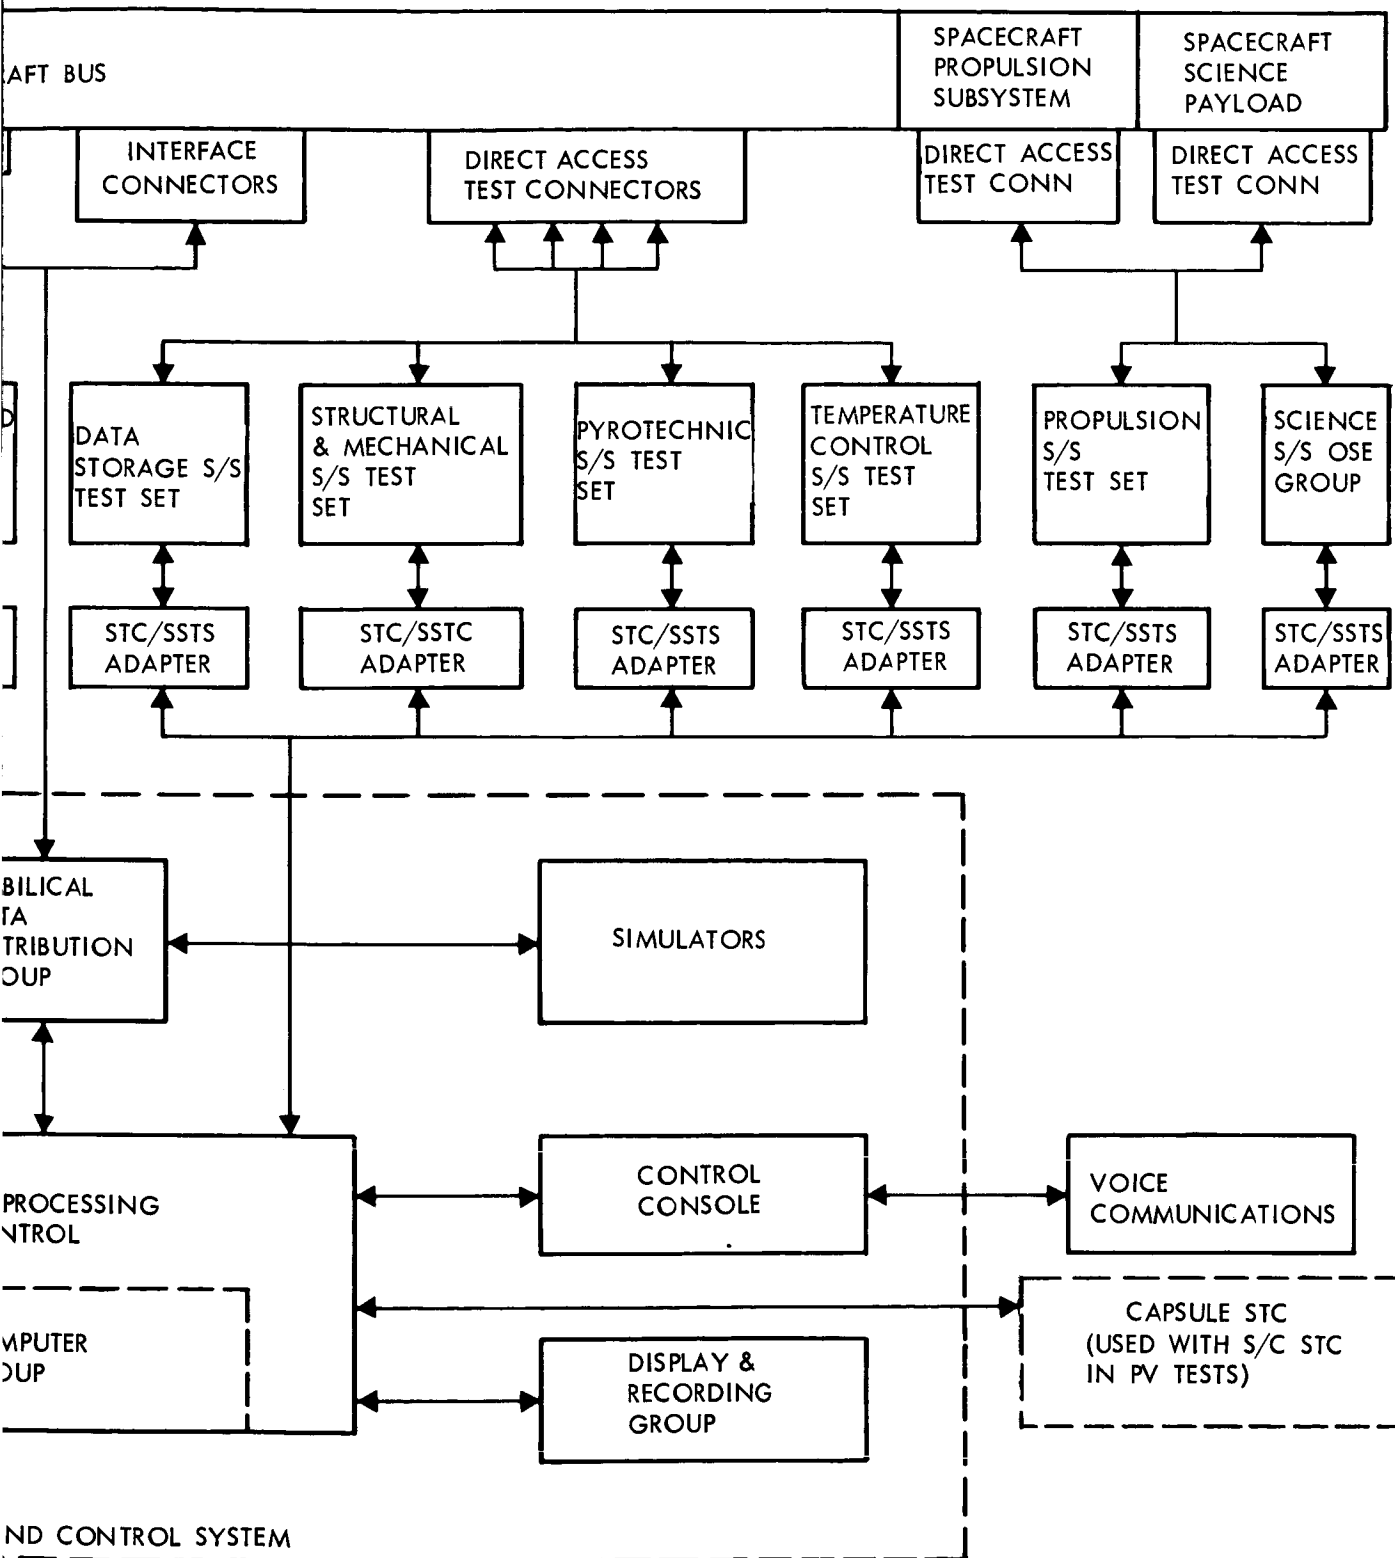 AFT BUS
SPACECRAFT
PROPULSION
SUBSYSTEM
SPACECRAFT
SCIENCE
PAYLOAD
INTERFACE
CONNECTORS
DIRECT ACCESS
TEST CONNECTORS
DIRECT ACCESS
TEST CONN
DIRECT ACCESS
TEST CONN
DATA
STORAGE S/S
TEST SET
STRUCTURAL
& MECHANICAL
S/S TEST
SET
PYROTECHNIC
S/S TEST
SET
TEMPERATURE
CONTROL
S/S TEST
SET
PROPULSION
S/S
TEST SET
SCIENCE
S/S OSE
GROUP
STC/SSTS
ADAPTER
STC/SSTC
ADAPTER
STC/SSTS
ADAPTER
STC/SSTS
ADAPTER
STC/SSTS
ADAPTER
STC/SSTS
ADAPTER
BILICAL
TA
TRIBUTION
OUP
SIMULATORS
PROCESSING
NTROL
CONTROL
CONSOLE
VOICE
COMMUNICATIONS
MPUTER
OUP
CAPSULE STC
(USED WITH S/C STC
IN PV TESTS)
DISPLAY &
RECORDING
GROUP
ND CONTROL SYSTEM